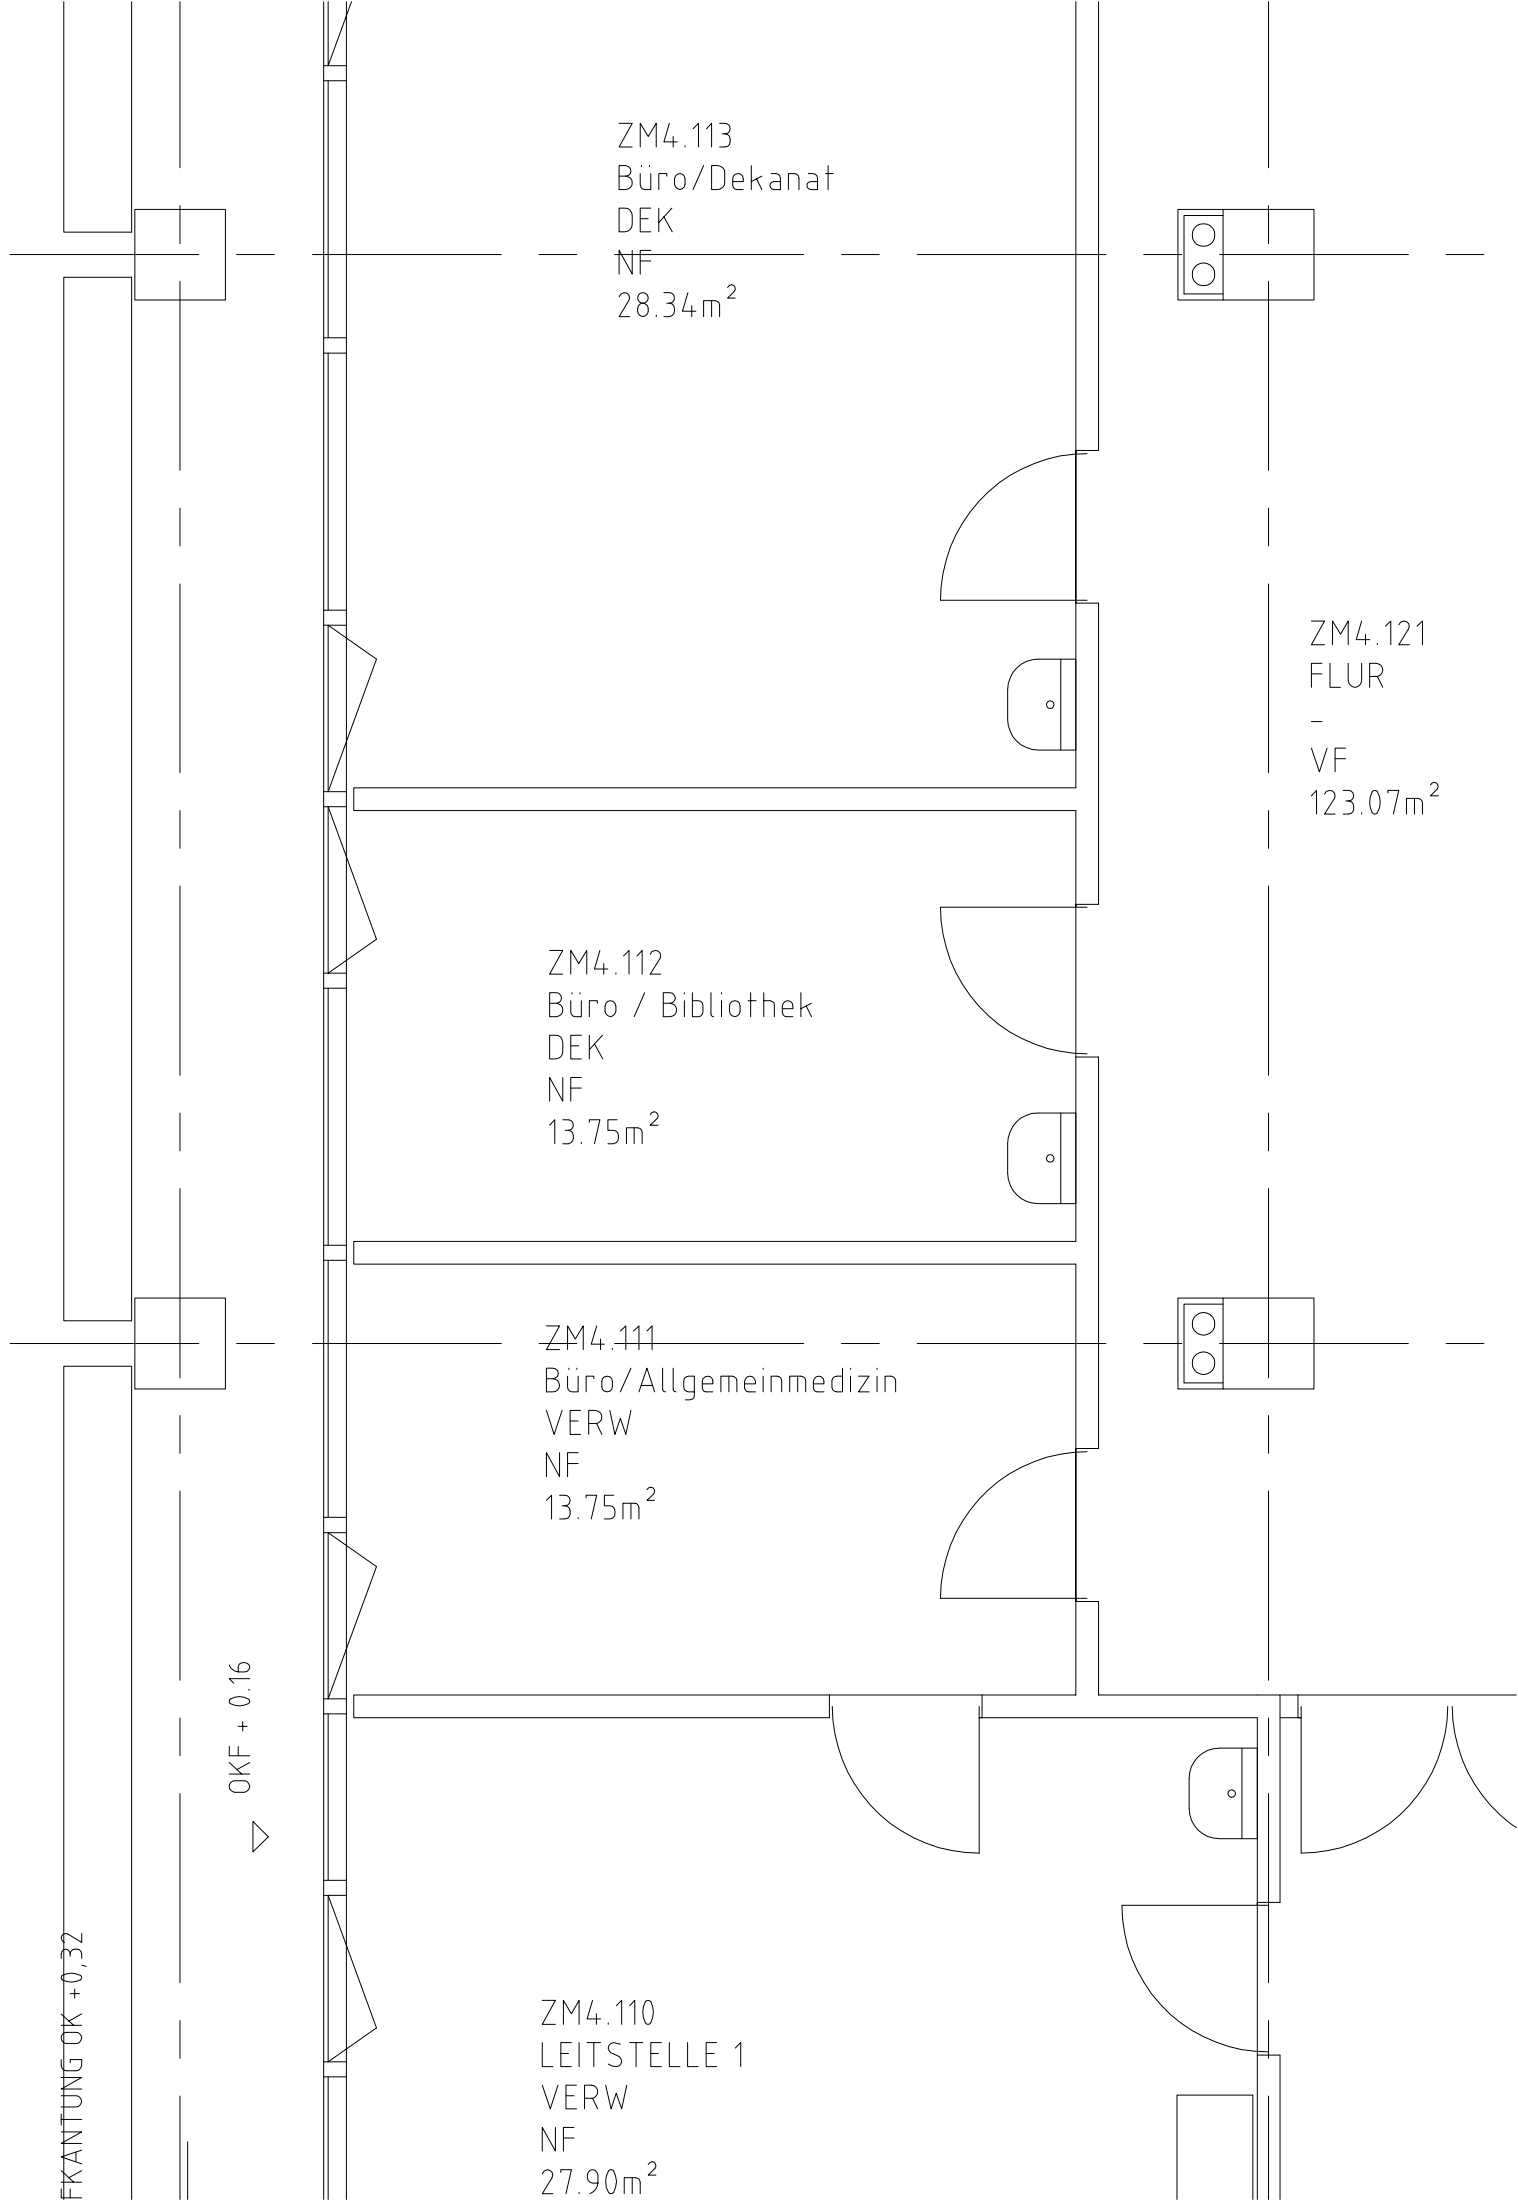 ZM4.113
Büro/Dekanat
DEK
NF
28.34m²
ZM4.121
FLUR
-
VF
123.07m²
ZM4.112
Büro / Bibliothek
DEK
NF
13.75m²
ZM4.111
Büro/Allgemeinmedizin
VERW
NF
13.75m²
OKF + 0.16
FKANTUNG OK +0,32
ZM4.110
LEITSTELLE 1
VERW
NF
27.90m²